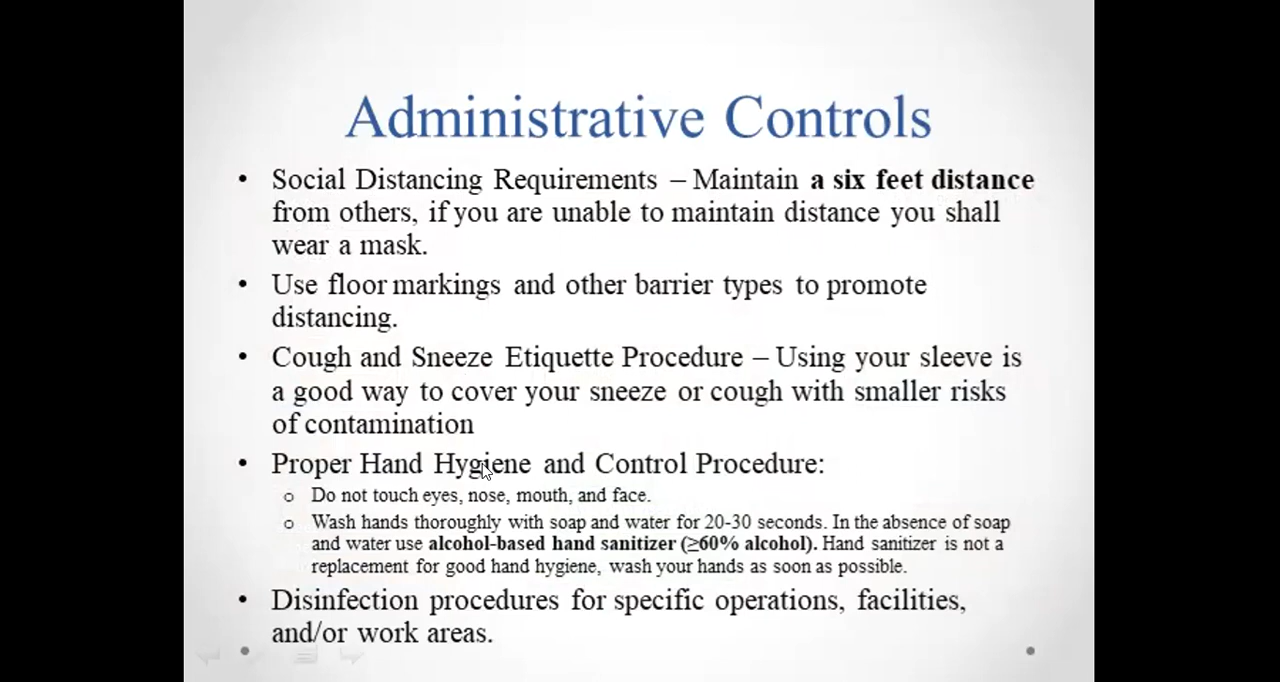 Administrative Controls
• Social Distancing Requirements – Maintain a six feet distance
from others, if you are unable to maintain distance you shall
wear a mask.
• Use floor markings and other barrier types to promote
distancing.
• Cough and Sneeze Etiquette Procedure – Using your sleeve is
a good way to cover your sneeze or cough with smaller risks
of contamination
• Proper Hand Hygiene and Control Procedure:
o Do not touch eyes, nose, mouth, and face.
o Wash hands thoroughly with soap and water for 20-30 seconds. In the absence of soap
and water use alcohol-based hand sanitizer (≥60% alcohol). Hand sanitizer is not a
replacement for good hand hygiene, wash your hands as soon as possible.
• Disinfection procedures for specific operations, facilities,
and/or work areas.